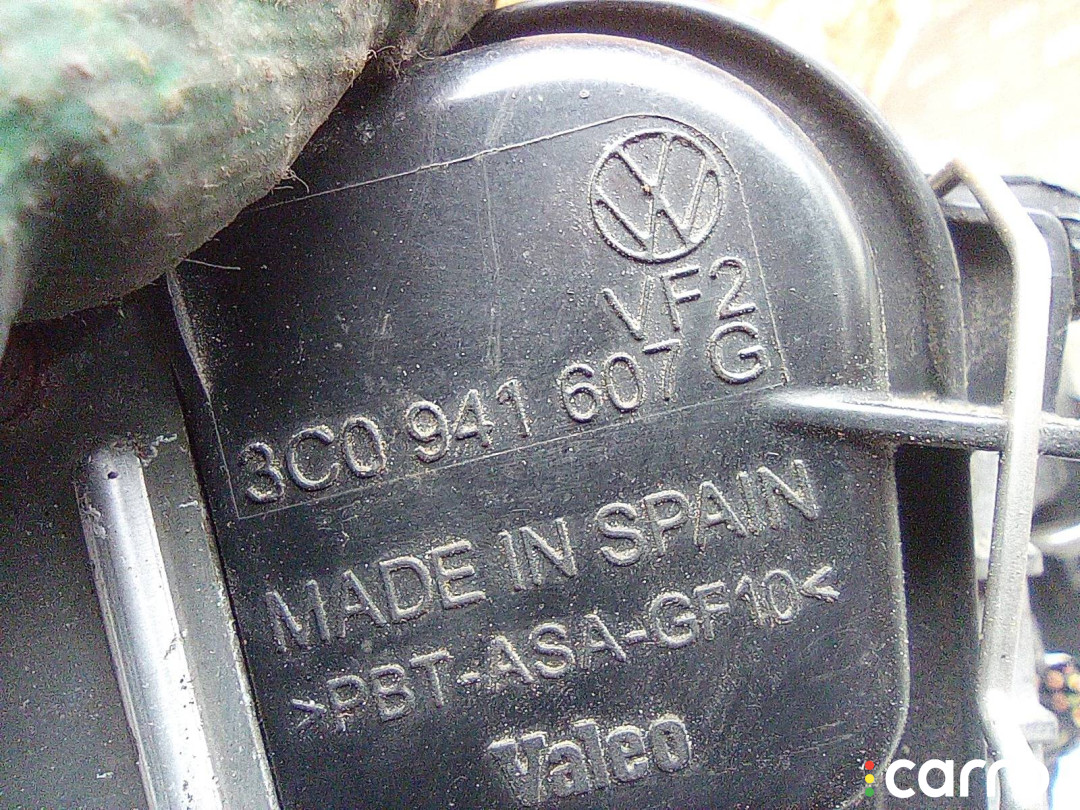 VF2
3C0 941 607 G
MADE IN SPAIN
>PBT-ASA-GF10<
Valeo
carro